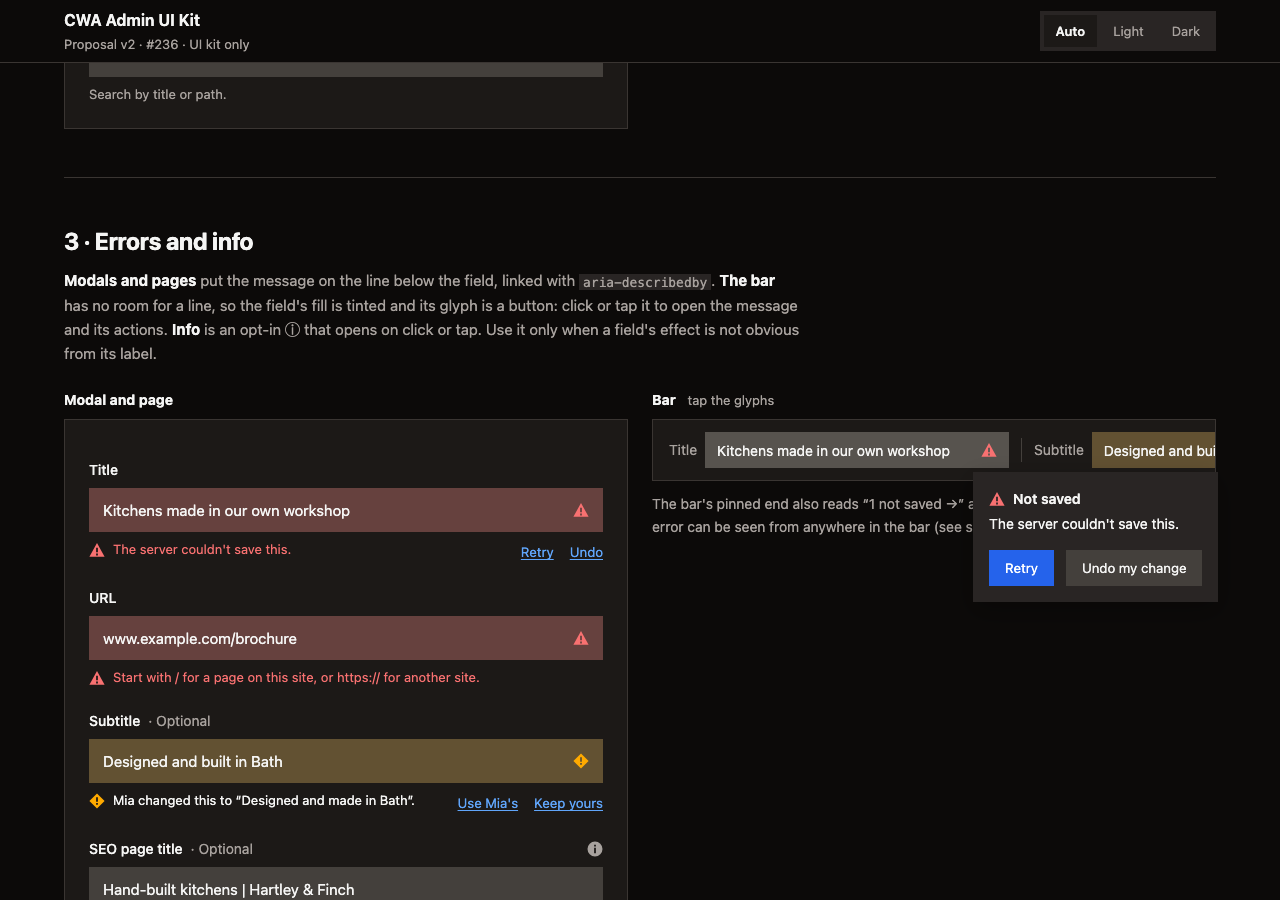 CWA Admin UI Kit
Proposal v2 · #236 · UI kit only
Auto
Light
Dark
Search by title or path.
3 · Errors and info
Modals and pages put the message on the line below the field, linked with aria-describedby. The bar
has no room for a line, so the field's fill is tinted and its glyph is a button: click or tap it to open the message
and its actions. Info is an opt-in ⓘ that opens on click or tap. Use it only when a field's effect is not obvious
from its label.
Modal and page
Title
Kitchens made in our own workshop
The server couldn't save this.
Retry
Undo
URL
www.example.com/brochure
Start with / for a page on this site, or https:// for another site.
Subtitle · Optional
Designed and built in Bath
Mia changed this to “Designed and made in Bath”.
Use Mia's
Keep yours
SEO page title · Optional
Hand-built kitchens | Hartley & Finch
Bar tap the glyphs
Title
Kitchens made in our own workshop
Subtitle
Designed and bui
The bar's pinned end also reads “1 not saved →”
error can be seen from anywhere in the bar (see
Not saved
The server couldn't save this.
Retry
Undo my change